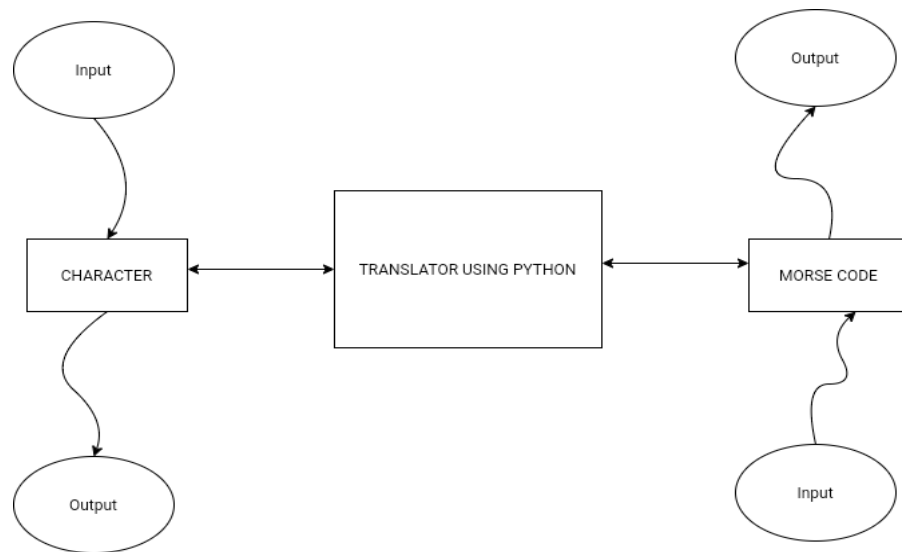 Input
Output
CHARACTER
TRANSLATOR USING PYTHON
MORSE CODE
Output
Input